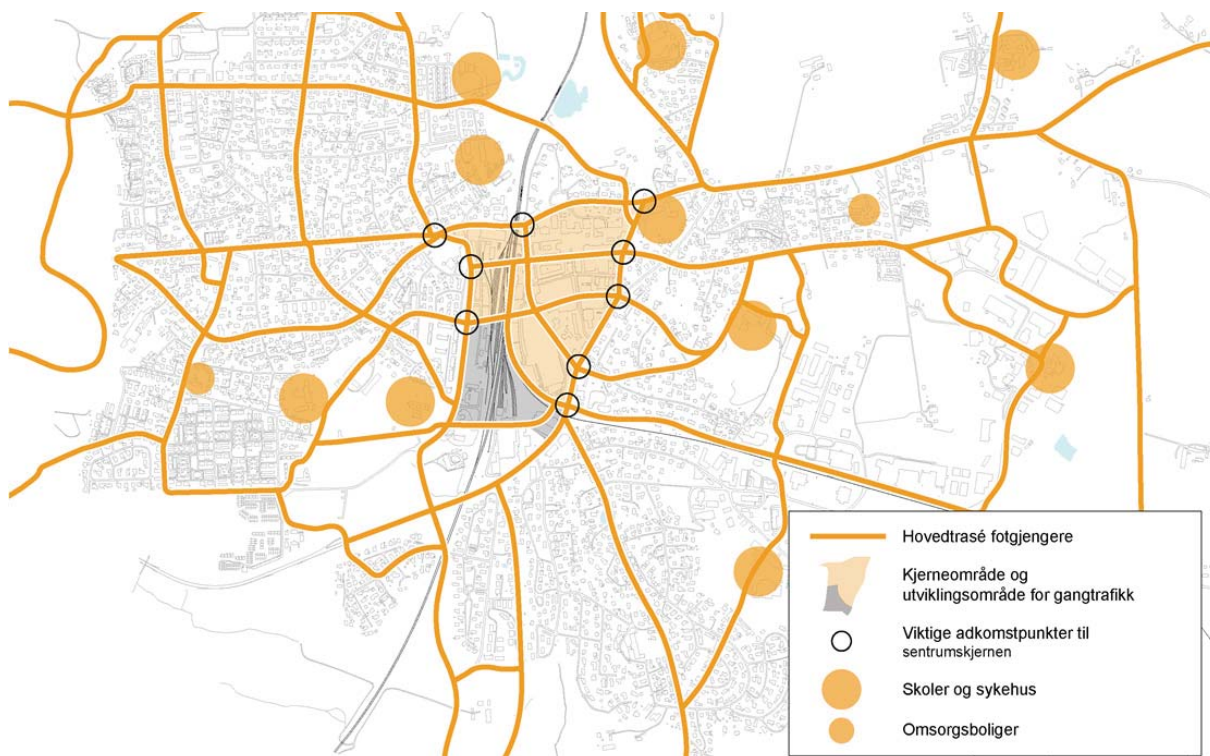 Hovedtrasé fotgjengere
Kjerneområde og
utviklingsområde for gangtrafikk
Viktige adkomstpunkter til
sentrumskjernen
Skoler og sykehus
Omsorgsboliger